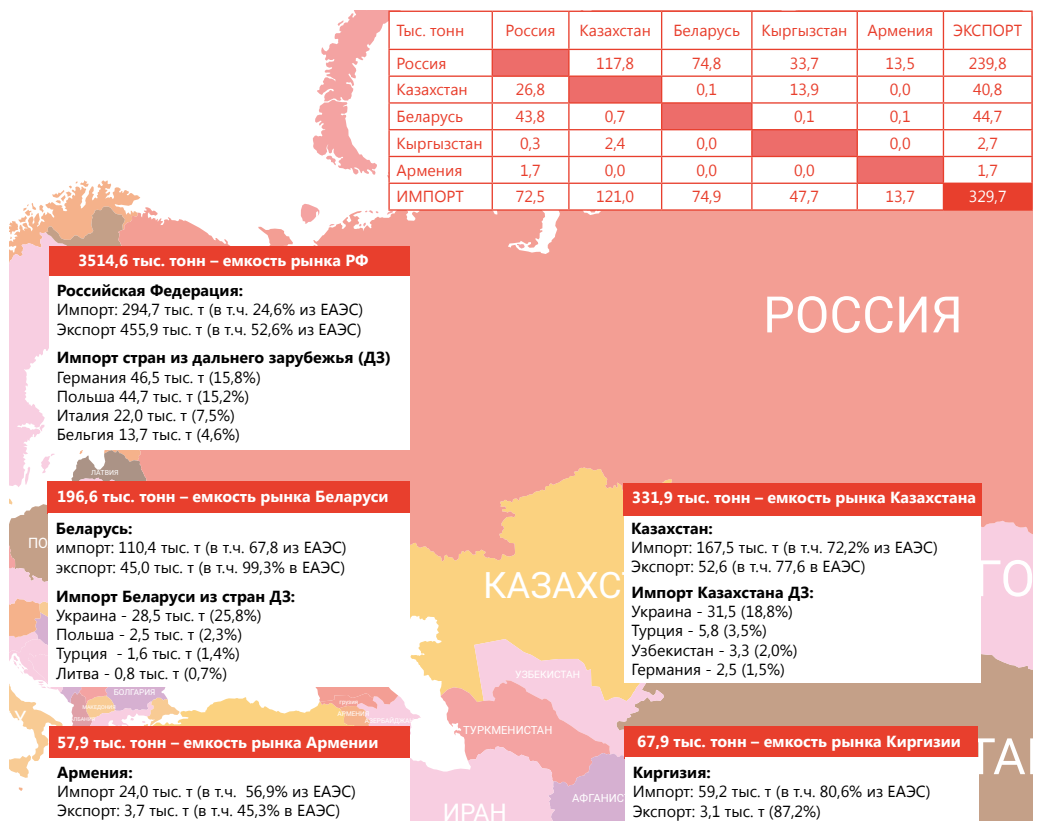 Тыс. тонн Россия Казахстан Беларусь Кыргызстан Армения ЭКСПОРТ
Россия 117,8 74,8 33,7 13,5 239,8
Казахстан 26,8 0,1 13,9 0,0 40,8
Беларусь 43,8 0,7 0,1 0,1 44,7
Кыргызстан 0,3 2,4 0,0 0,0 2,7
Армения 1,7 0,0 0,0 0,0 1,7
ИМПОРТ 72,5 121,0 74,9 47,7 13,7 329,7
3514,6 тыс. тонн – емкость рынка РФ
Российская Федерация:
Импорт: 294,7 тыс. т (в т.ч. 24,6% из ЕАЭС)
Экспорт 455,9 тыс. т (в т.ч. 52,6% из ЕАЭС)
Импорт стран из дальнего зарубежья (ДЗ)
Германия 46,5 тыс. т (15,8%)
Польша 44,7 тыс. т (15,2%)
Италия 22,0 тыс. т (7,5%)
Бельгия 13,7 тыс. т (4,6%)
РОССИЯ
ЛАТВИЯ
196,6 тыс. тонн – емкость рынка Беларуси
Беларусь:
импорт: 110,4 тыс. т (в т.ч. 67,8 из ЕАЭС)
экспорт: 45,0 тыс. т (в т.ч. 99,3% в ЕАЭС)
Импорт Беларуси из стран ДЗ:
Украина - 28,5 тыс. т (25,8%)
Польша - 2,5 тыс. т (2,3%)
Турция - 1,6 тыс. т (1,4%)
Литва - 0,8 тыс. т (0,7%)
ПО
КАЗАХС
331,9 тыс. тонн – емкость рынка Казахстана
Казахстан:
Импорт: 167,5 тыс. т (в т.ч. 72,2% из ЕАЭС)
Экспорт: 52,6 (в т.ч. 77,6 в ЕАЭС)
Импорт Казахстана ДЗ:
Украина - 31,5 (18,8%)
Турция - 5,8 (3,5%)
Узбекистан - 3,3 (2,0%)
Германия - 2,5 (1,5%)
ГО
УЗБЕКИСТАН
БОЛГАРИЯ
МАКЕДОНИЯ
ГРУЗИЯ
АРМЕНИЯ
АЗЕРБАЙДЖАН
ТУРКМЕНИСТАН
57,9 тыс. тонн – емкость рынка Армении
Армения:
Импорт 24,0 тыс. т (в т.ч. 56,9% из ЕАЭС)
Экспорт: 3,7 тыс. т (в т.ч. 45,3% в ЕАЭС)
ИРАН
АФГАНИС
67,9 тыс. тонн – емкость рынка Киргизии
Киргизия:
Импорт: 59,2 тыс. т (в т.ч. 80,6% из ЕАЭС)
Экспорт: 3,1 тыс. т (87,2%)
ТА